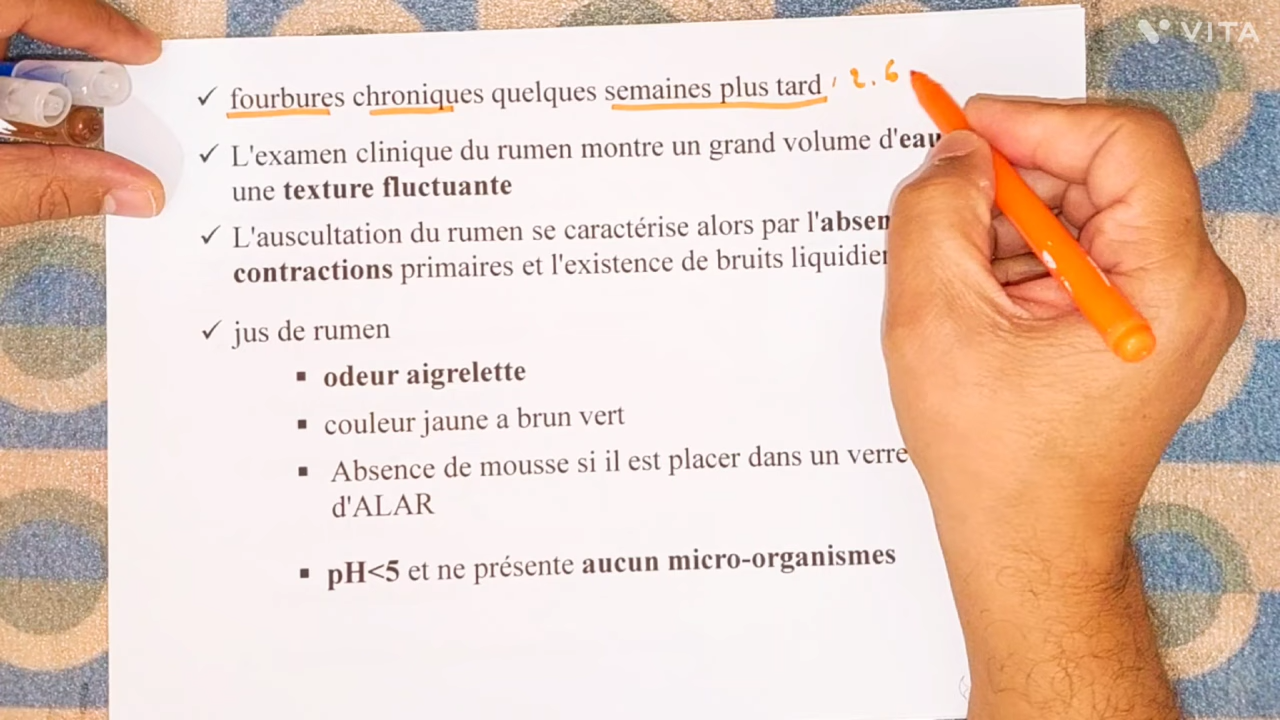 VITA
✓ fourbures chroniques quelques semaines plus tard / 2.6
✓ L'examen clinique du rumen montre un grand volume d'eau
une texture fluctuante
✓ L'auscultation du rumen se caractérise alors par l'absen
contractions primaires et l'existence de bruits liquidien
✓ jus de rumen
▪ odeur aigrelette
▪ couleur jaune a brun vert
▪ Absence de mousse si il est placer dans un verre
d'ALAR
▪ pH<5 et ne présente aucun micro-organismes